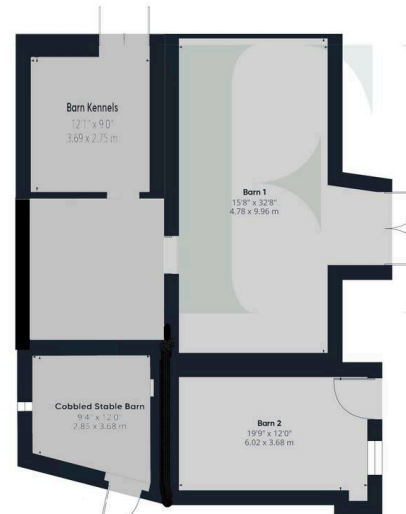 Barn Kennels
12'1" x 9'0"
3.69 x 2.75 m
Barn 1
15'8" x 32'8"
4.78 x 9.96 m
Cobbled Stable Barn
9'4" x 12'0"
2.85 x 3.68 m
Barn 2
19'9" x 12'0"
6.02 x 3.68 m